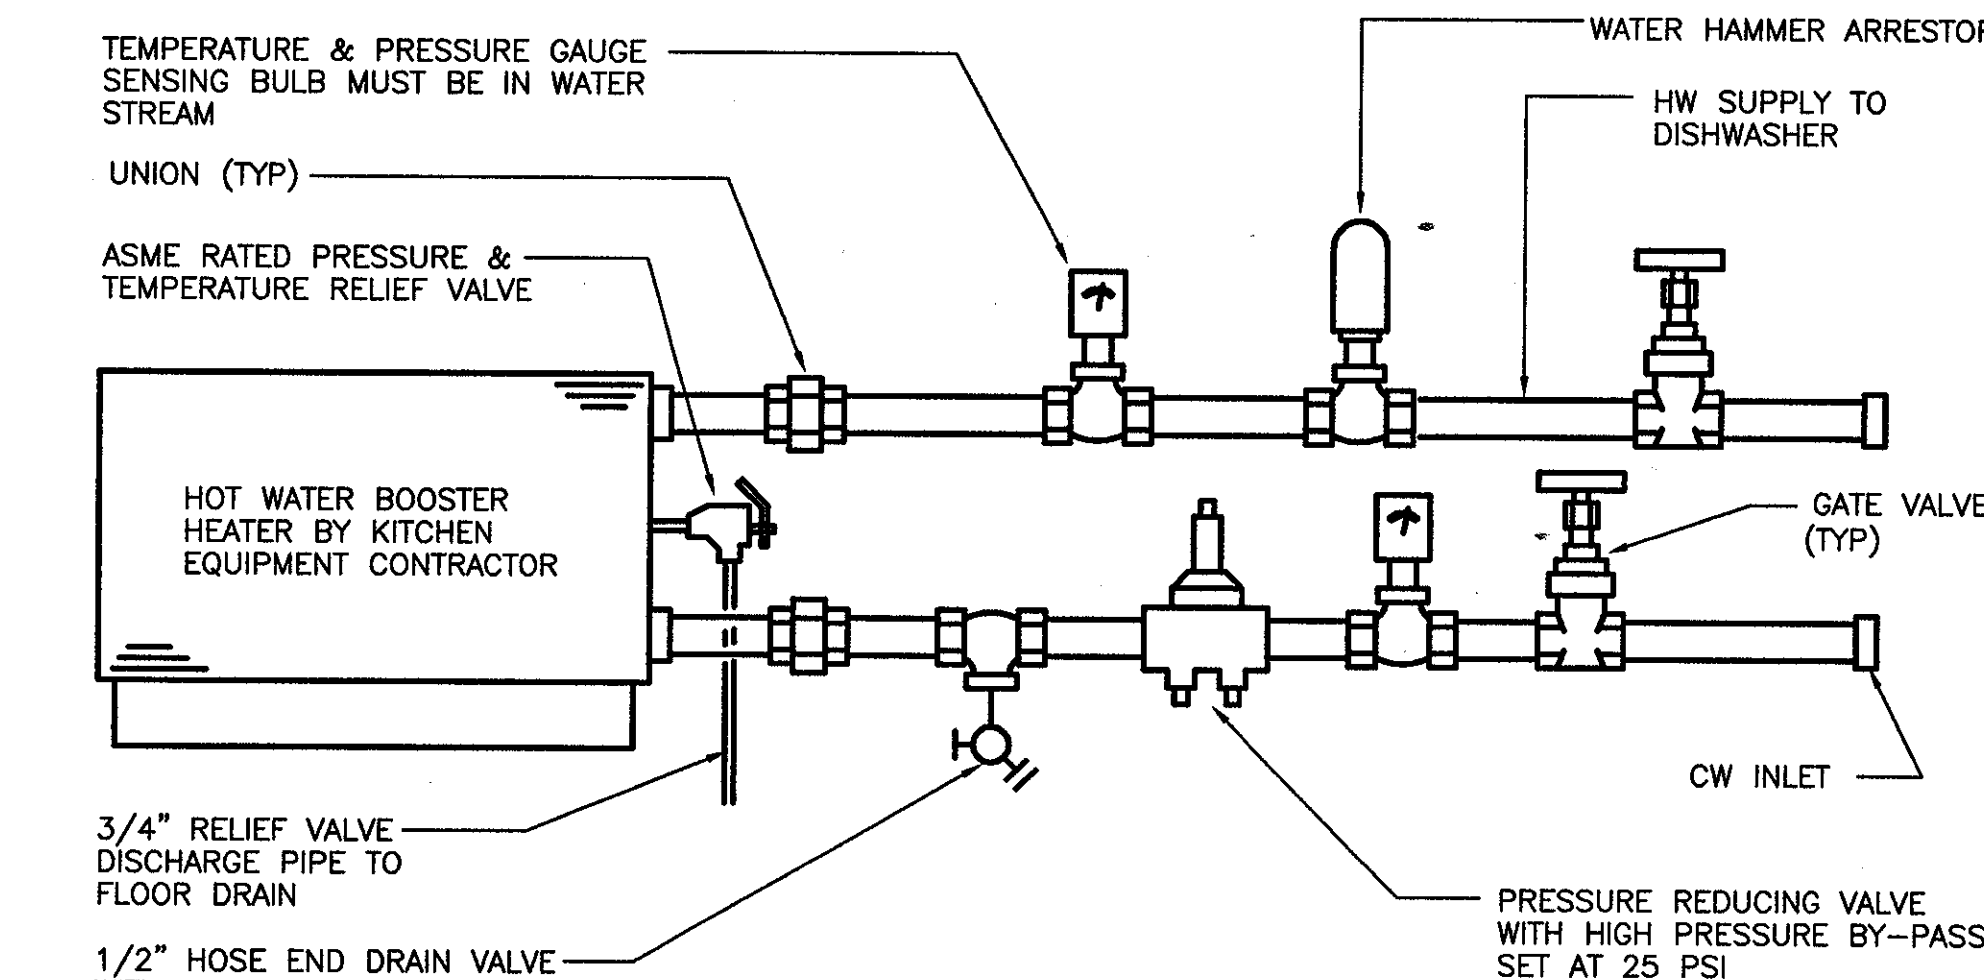 TEMPERATURE & PRESSURE GAUGE
SENSING BULB MUST BE IN WATER
STREAM
UNION (TYP)
ASME RATED PRESSURE &
TEMPERATURE RELIEF VALVE
WATER HAMMER ARRESTOR
HW SUPPLY TO
DISHWASHER
HOT WATER BOOSTER
HEATER BY KITCHEN
EQUIPMENT CONTRACTOR
GATE VALVE
(TYP)
CW INLET
3/4” RELIEF VALVE
DISCHARGE PIPE TO
FLOOR DRAIN
1/2” HOSE END DRAIN VALVE
PRESSURE REDUCING VALVE
WITH HIGH PRESSURE BY-PASS
SET AT 25 PSI